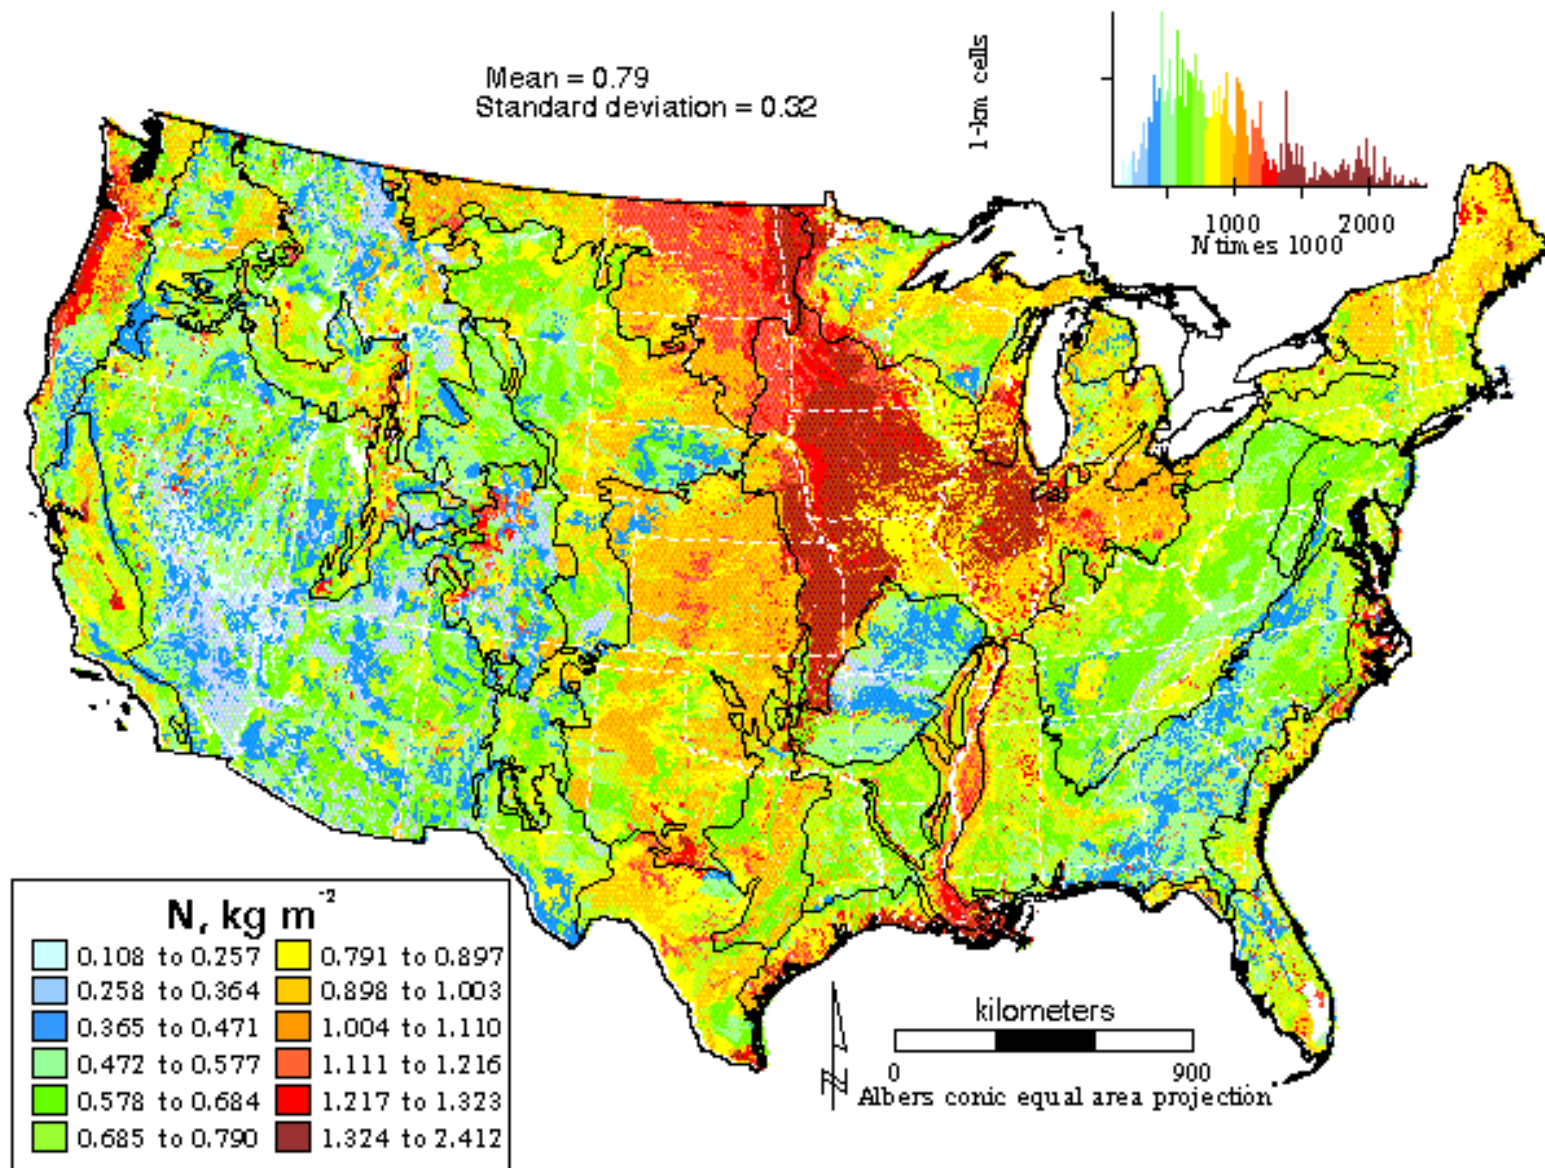 Mean = 0.79
Standard deviation = 0.32
1-km cells
1000 2000
N times 1000
N, kg m-2
0.108 to 0.257 0.791 to 0.897
0.258 to 0.364 0.898 to 1.003
0.365 to 0.471 1.004 to 1.110
0.472 to 0.577 1.111 to 1.216
0.578 to 0.684 1.217 to 1.323
0.685 to 0.790 1.324 to 2.412
kilometers
0 900
N
Albers conic equal area projection